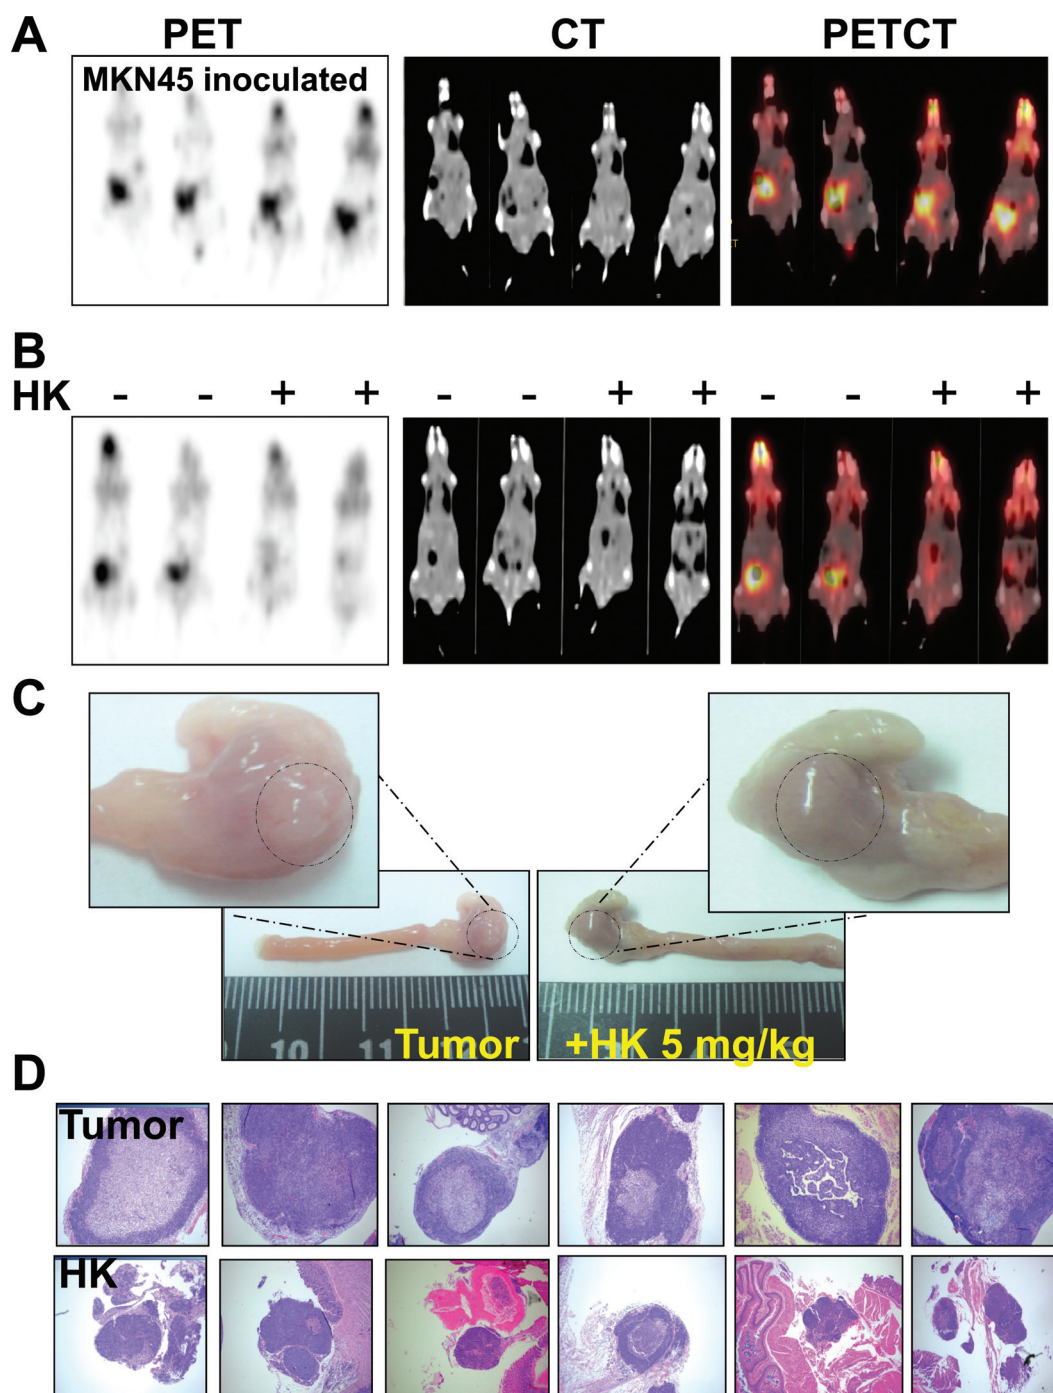 A
PET
CT
PETCT
MKN45 inoculated
B
HK - - + + - - + + - - + +
C
10 11
Tumor
+HK 5 mg/kg
D
Tumor
HK